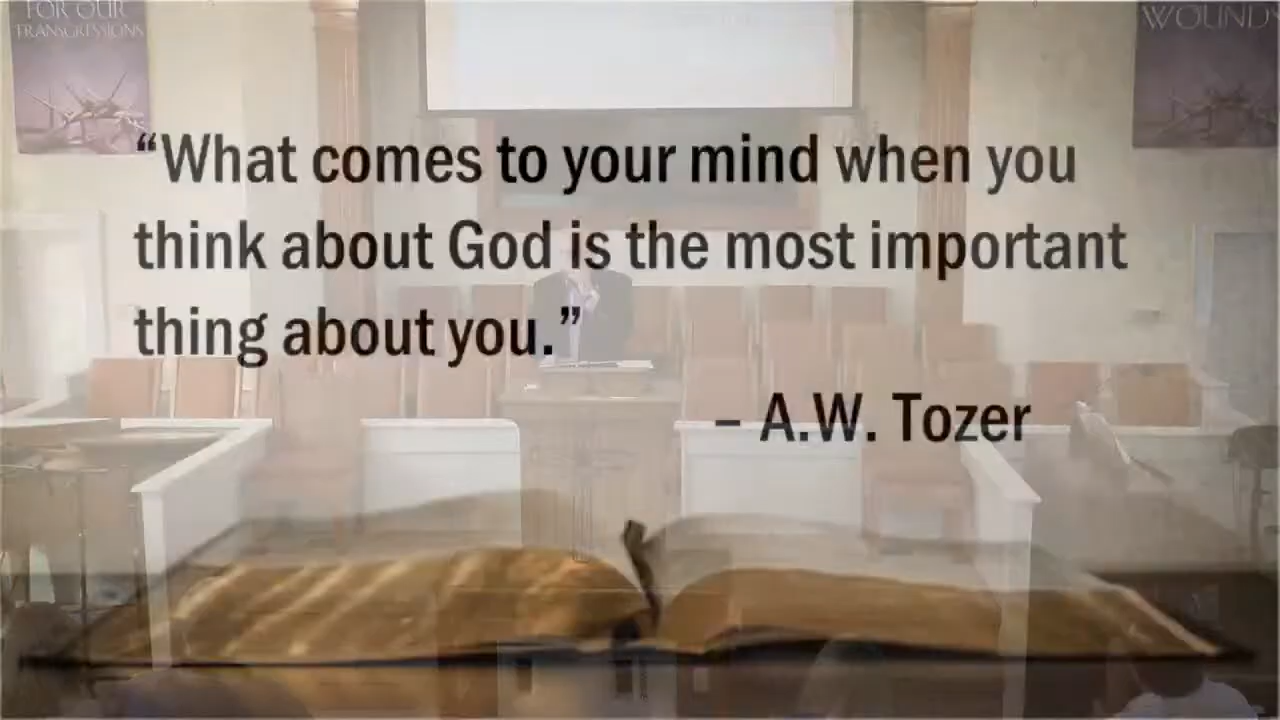 FOR OUR
TRANSGRESSIONS
WOUNDS
“What comes to your mind when you
think about God is the most important
thing about you.”
– A.W. Tozer